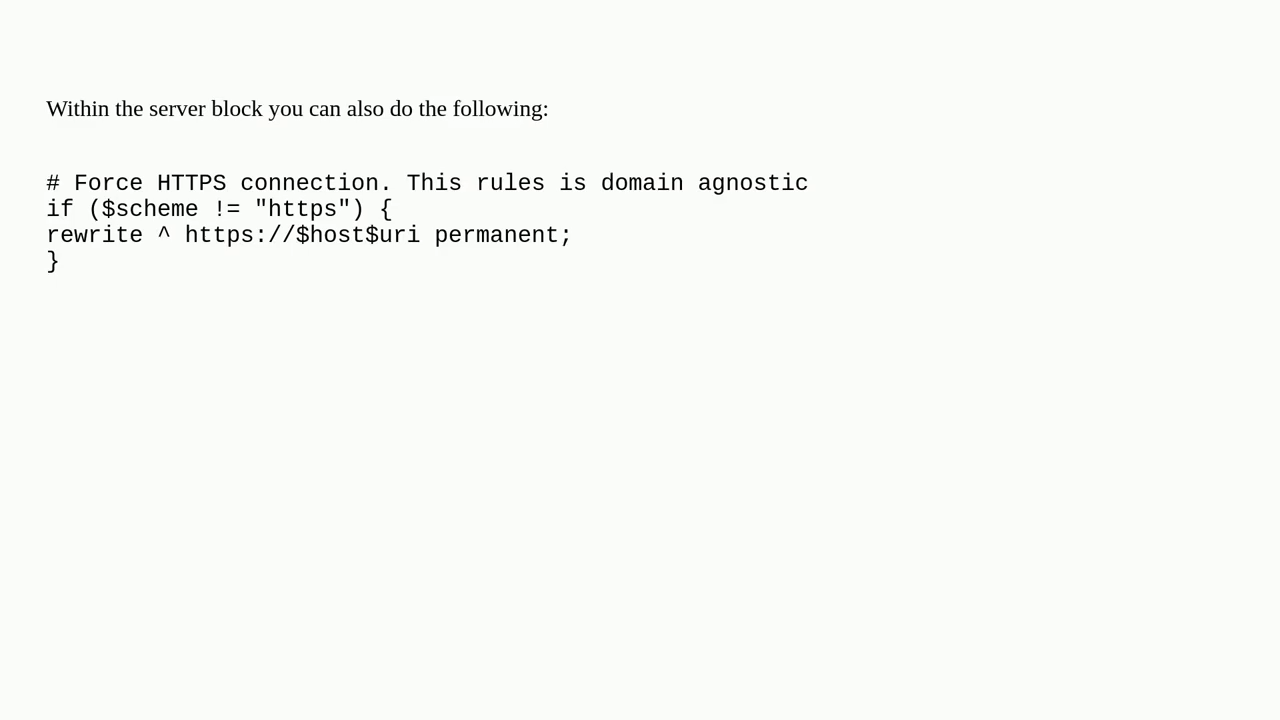 Within the server block you can also do the following:
# Force HTTPS connection. This rules is domain agnostic
if ($scheme != "https") {
rewrite ^ https://$host$uri permanent;
}